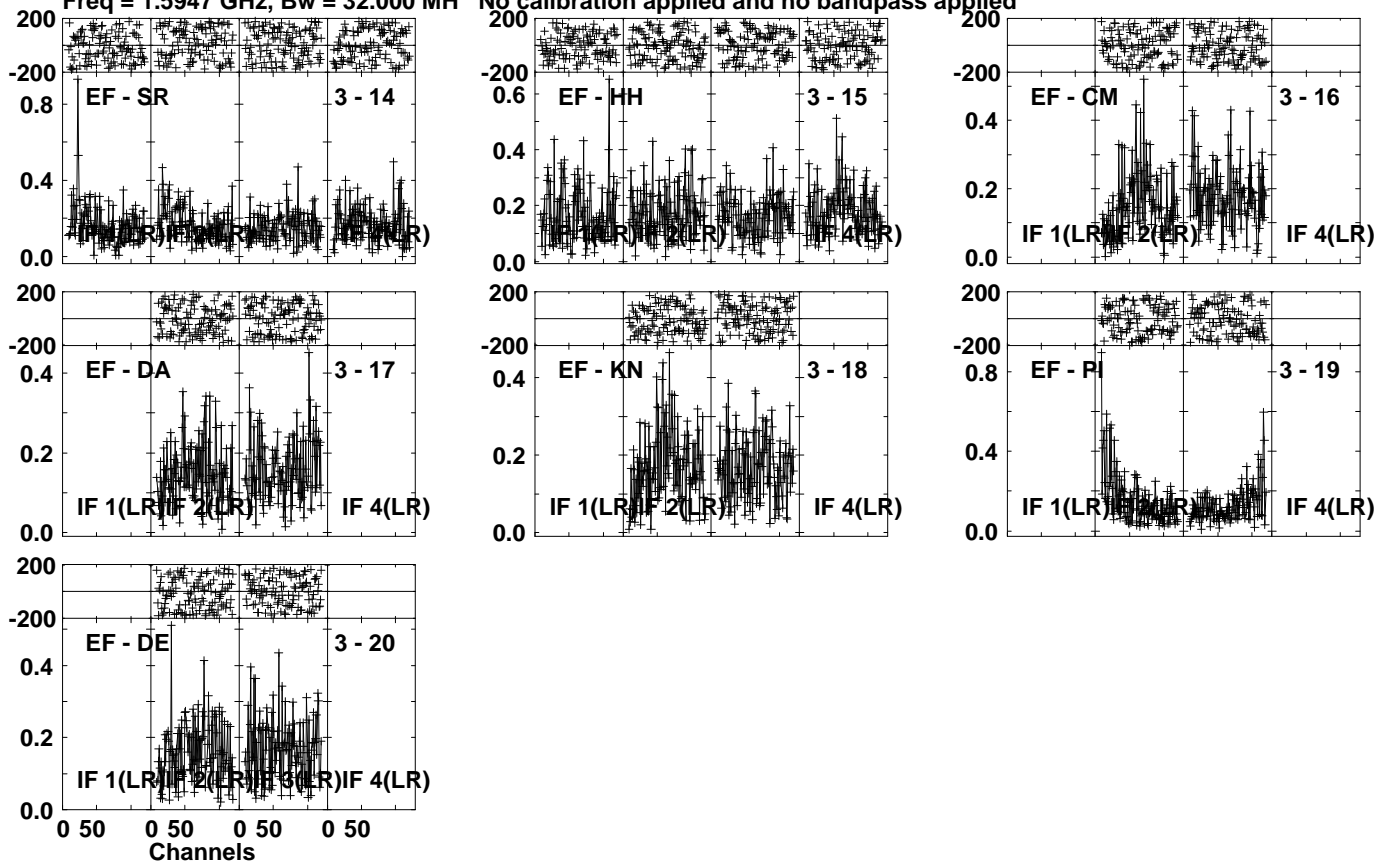 Freq = 1.5947 GHz, Bw = 32.000 MH No calibration applied and no bandpass applied
200 200 200
-200 -200 -200
EF - SR 3 - 14 EF - HH 3 - 15 EF - CM 3 - 16
0.8 0.6
0.4 0.4 0.4
0.2 0.2
IF 2(LR) IF 4(LR) IF 1(LR) IF 2(LR) IF 4(LR) IF 1(LR) IF 2(LR) IF 4(LR)
0.0 0.0 0.0
200 200 200
-200 -200 -200
EF - DA 3 - 17 EF - KN 3 - 18 EF - PI 3 - 19
0.4 0.4 0.8
0.2 0.2 0.4
IF 1(LR) IF 2(LR) IF 4(LR) IF 1(LR) IF 2(LR) IF 4(LR) IF 1(LR) IF 2(LR) IF 4(LR)
0.0 0.0 0.0
200
-200
EF - DE 3 - 20
0.4
0.2
IF 1(LR) IF 2(LR) IF 3(LR) IF 4(LR)
0.0
0 50 0 50 0 50 0 50
Channels